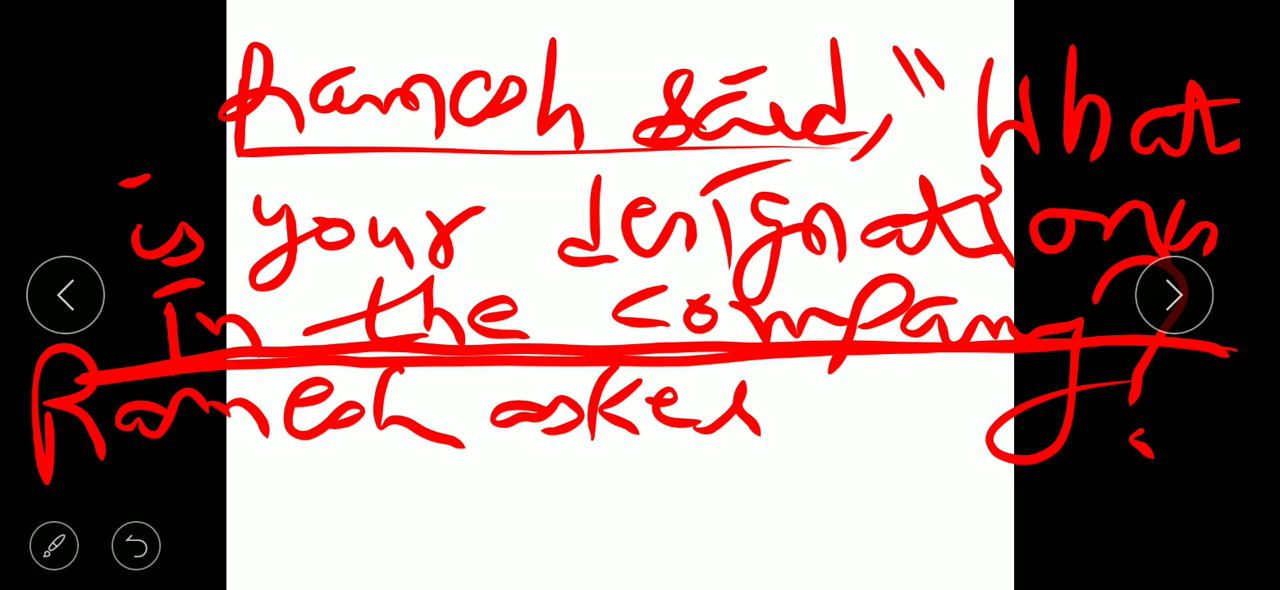 Ramesh said, "What
is your designation
in the company?
Ramesh asked